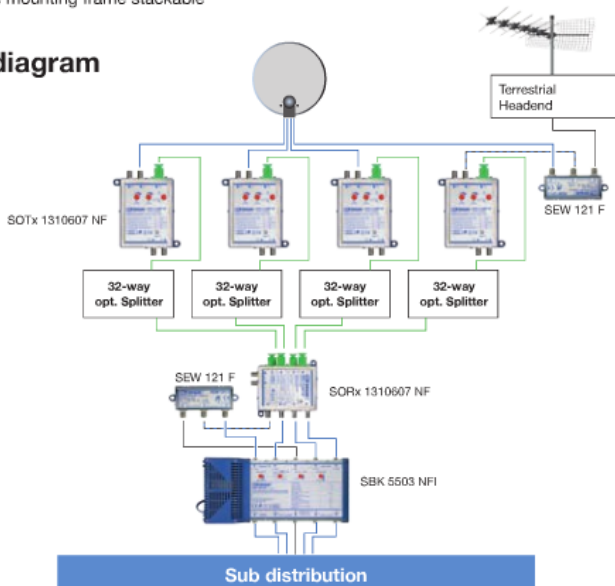 mounting frame stackable
diagram
Terrestrial
Headend
SOTx 1310607 NF
SEW 121 F
32-way
opt. Splitter
32-way
opt. Splitter
32-way
opt. Splitter
32-way
opt. Splitter
SEW 121 F
SORx 1310607 NF
SBK 5503 NFI
Sub distribution